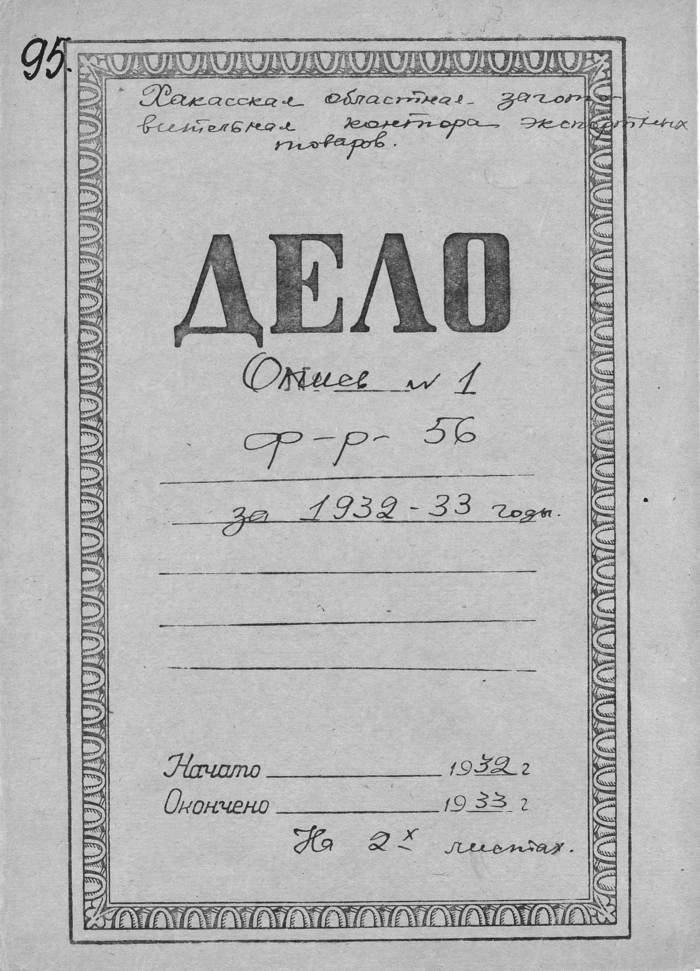 95.
Хакасская областная загото-
вительная контора экспортных
товаров.
ДЕЛО
Опись № 1
ф-р- 56
за 1932-33 годы.
Начато 1932 г
Окончено 1933 г
На 2х листах.